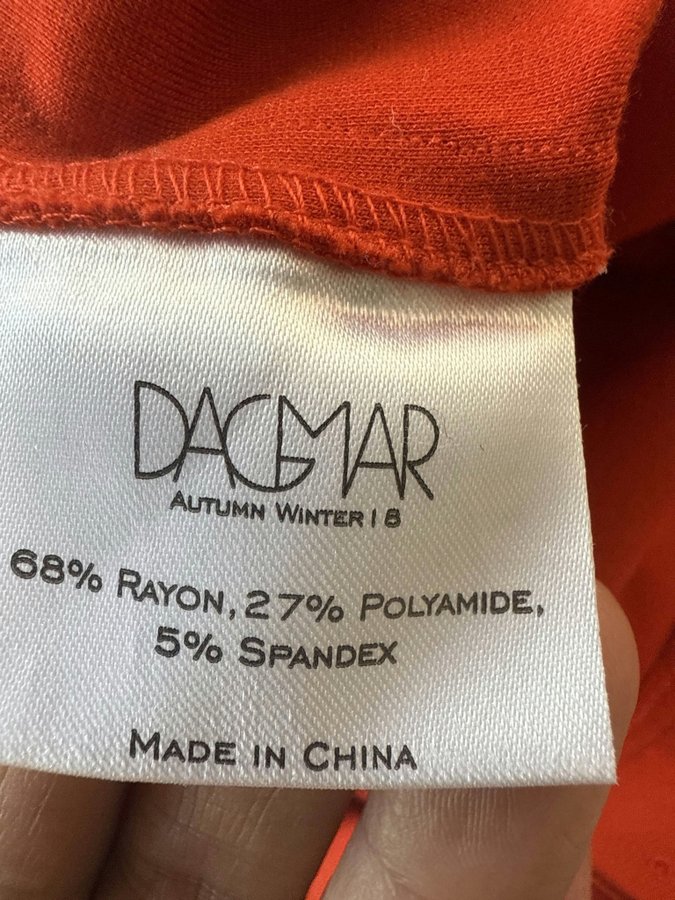 DAGMAR
AUTUMN WINTER 18
68% RAYON, 27% POLYAMIDE,
5% SPANDEX
MADE IN CHINA